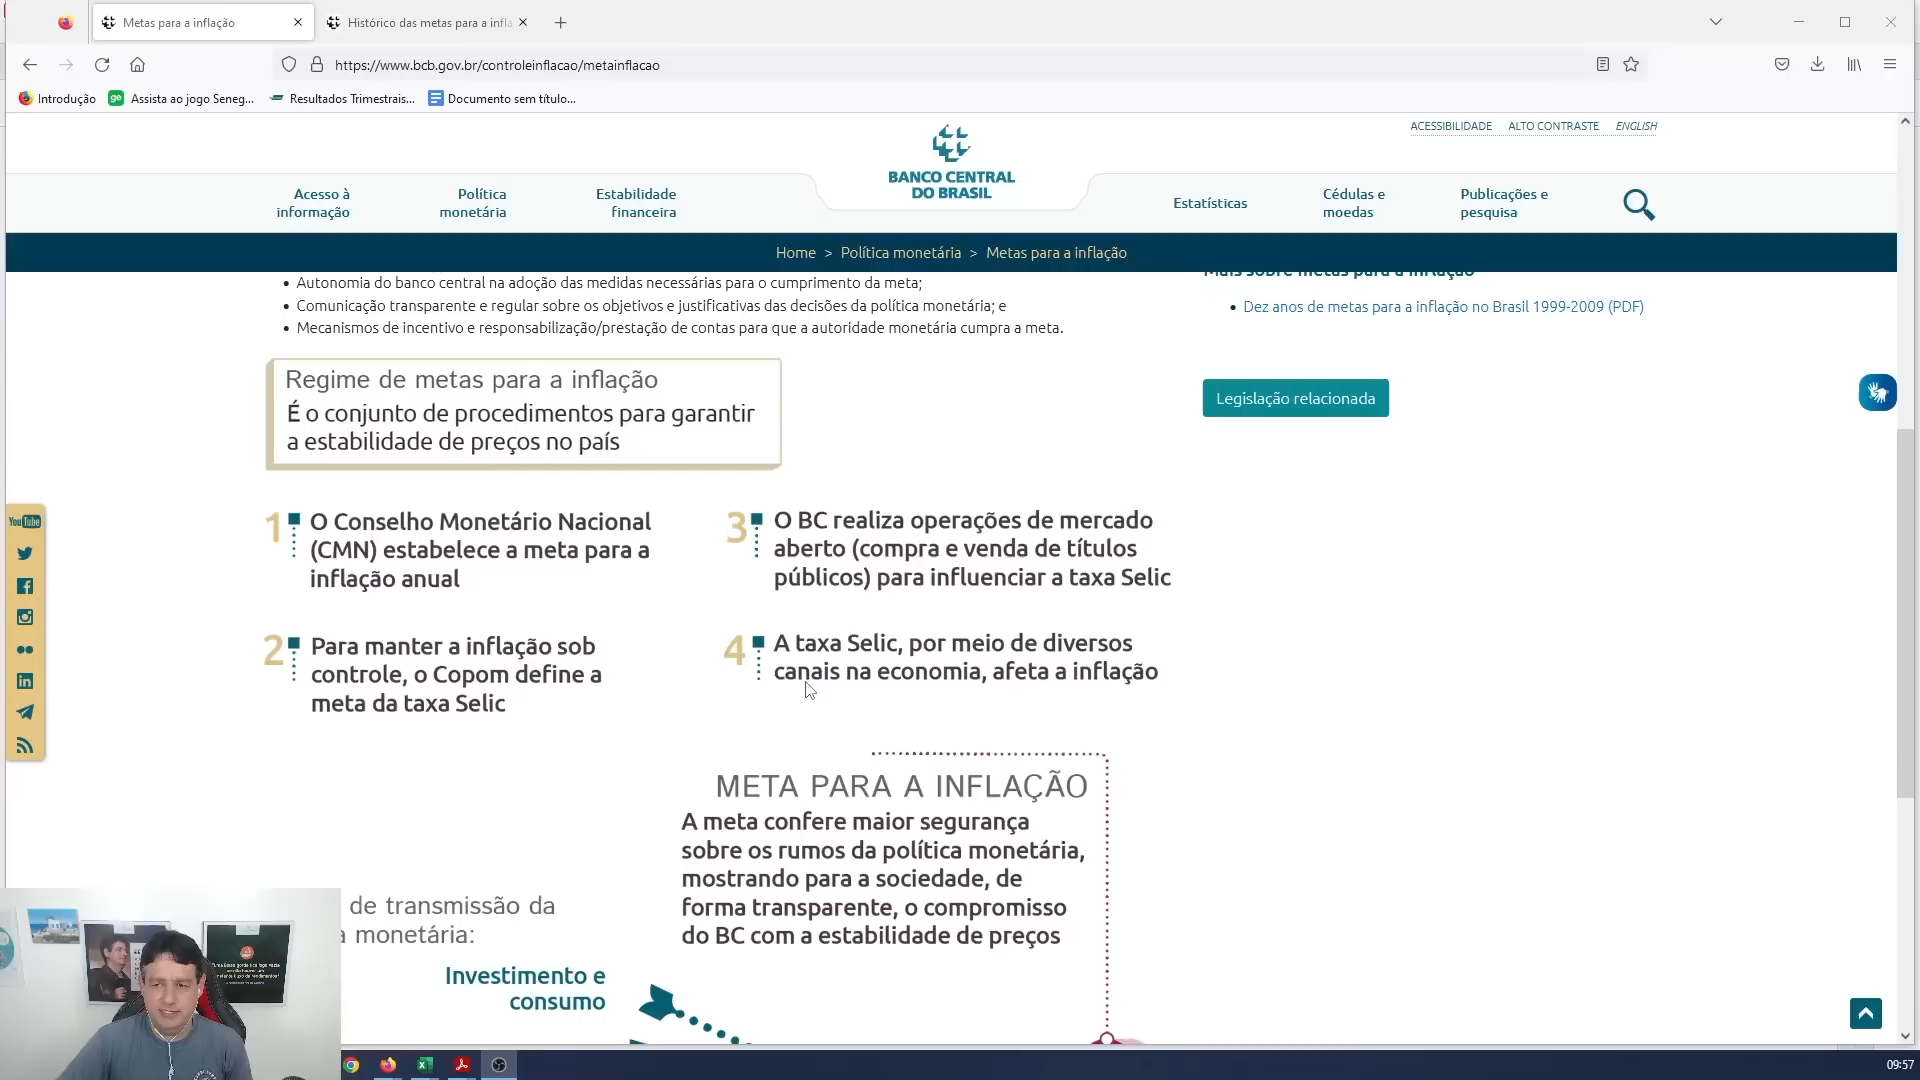 Metas para a inflação
Histórico das metas para a infla
https://www.bcb.gov.br/controleinflacao/metainflacao
Introdução
Assista ao jogo Seneg...
Resultados Trimestrais...
Documento sem título...
ACESSIBILIDADE
ALTO CONTRASTE
ENGLISH
BANCO CENTRAL
DO BRASIL
Acesso à
informação
Política
monetária
Estabilidade
financeira
Estatísticas
Cédulas e
moedas
Publicações e
pesquisa
Home > Política monetária > Metas para a inflação
Autonomia do banco central na adoção das medidas necessárias para o cumprimento da meta;
Comunicação transparente e regular sobre os objetivos e justificativas das decisões da política monetária; e
Mecanismos de incentivo e responsabilização/prestação de contas para que a autoridade monetária cumpra a meta.
Mais sobre metas para a inflação
Dez anos de metas para a inflação no Brasil 1999-2009 (PDF)
Legislação relacionada
Regime de metas para a inflação
É o conjunto de procedimentos para garantir
a estabilidade de preços no país
1 O Conselho Monetário Nacional
(CMN) estabelece a meta para a
inflação anual
2 Para manter a inflação sob
controle, o Copom define a
meta da taxa Selic
3 O BC realiza operações de mercado
aberto (compra e venda de títulos
públicos) para influenciar a taxa Selic
4 A taxa Selic, por meio de diversos
canais na economia, afeta a inflação
META PARA A INFLAÇÃO
A meta confere maior segurança
sobre os rumos da política monetária,
mostrando para a sociedade, de
forma transparente, o compromisso
do BC com a estabilidade de preços
de transmissão da
a monetária:
Investimento e
consumo
YouTube
09:57